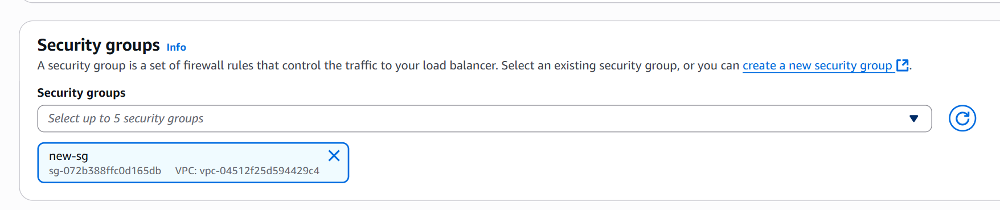 Security groups Info
A security group is a set of firewall rules that control the traffic to your load balancer. Select an existing security group, or you can create a new security group.
Security groups
Select up to 5 security groups
new-sg
sg-072b388ffc0d165db VPC: vpc-04512f25d594429c4